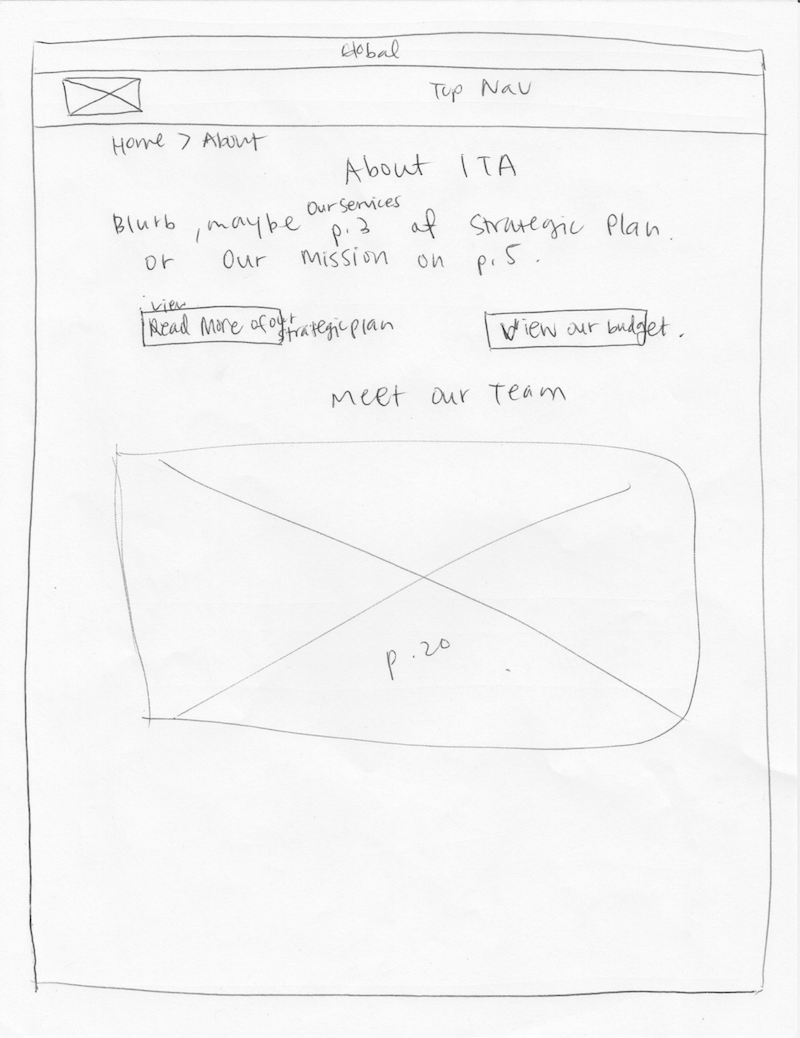 Global
Top Nav
Home > About
About ITA
Our Services
Blurb, maybe p.3 of Strategic Plan.
or Our Mission on p.5.
view
Read More of our strategic plan
View our budget.
Meet Our Team
p.20